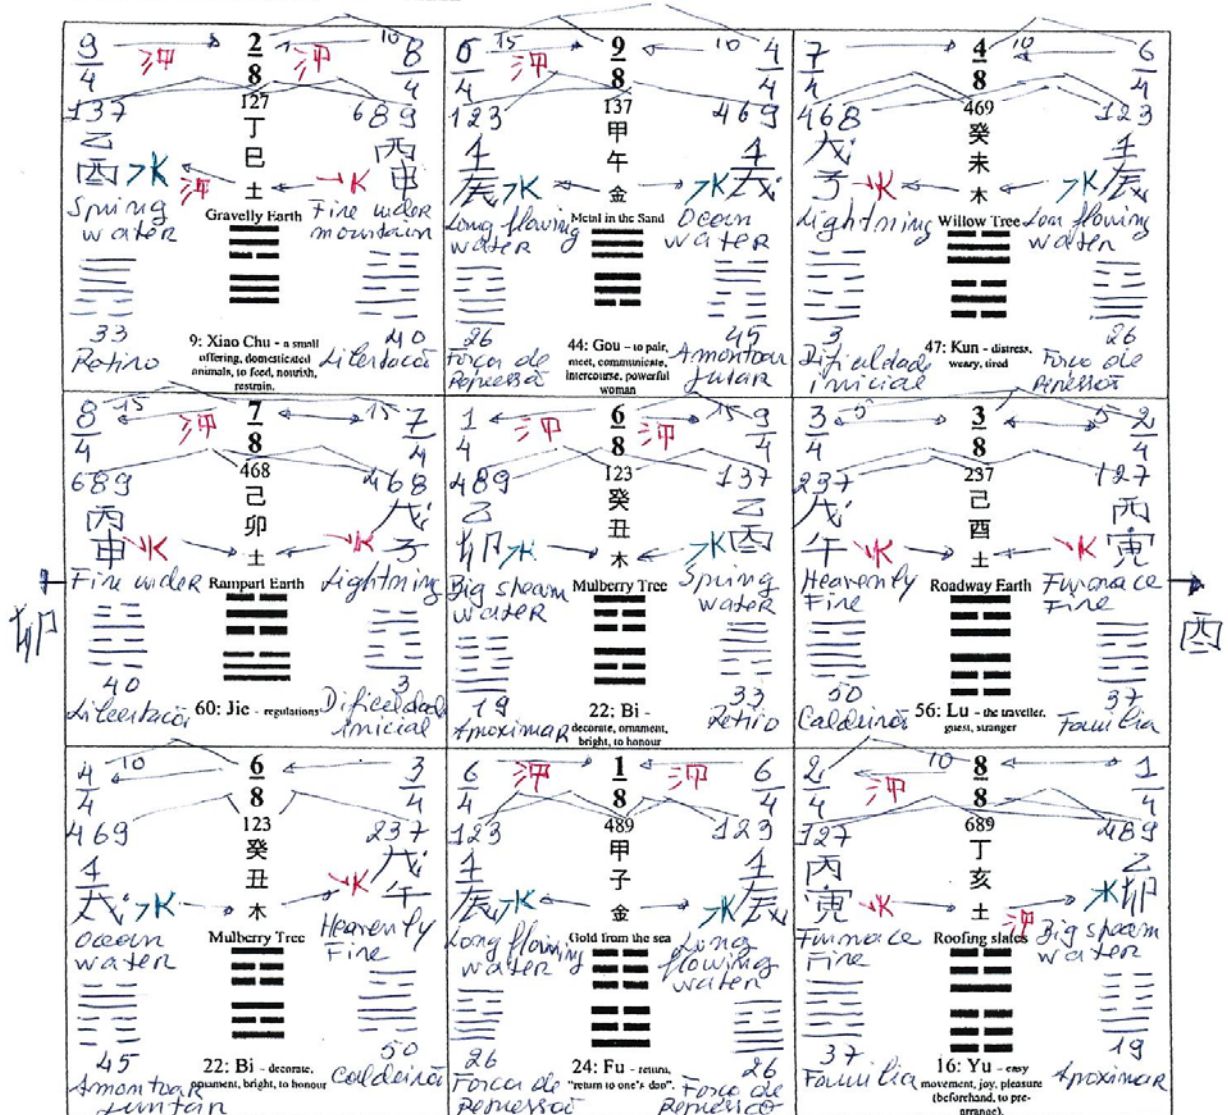 9/4
15
2/8
10
8/4
沖
沖
137
127
689
乙
丁
丙
酉
巳
申
水
沖
土
火
Spring water
Gravelly Earth
Fire under mountain
33
Retiro
9: Xiao Chu - a small
offering, domesticated
animals, to feed, nourish,
restrain.
40
Libertacão
6/4
15
9/8
10
4/4
沖
123
137
469
壬
甲
壬
辰
午
戌
水
金
水
Long flowing water
Metal in the Sand
Ocean water
26
Força de Repressã
44: Gou - to pair,
meet, communicate,
intercourse, powerful
woman
45
Amontoar Juntar
7/4
4/8
10
6/4
468
469
123
戊
癸
壬
子
未
辰
火
木
水
Lightning
Willow Tree
Lon flowing water
3
Dificuldade inicial
47: Kun - distress,
weary, tired
26
Força de Repressão
8/4
15
7/8
15
7/4
沖
689
468
468
丙
己
戊
申
卯
子
火
土
火
Fire under
Rampart Earth
Lightning
卯
40
Libertacão
60: Jie - regulations
3
Dificuldade inicial
1/4
6/8
15
9/4
沖
沖
489
123
137
乙
癸
乙
卯
丑
酉
水
木
水
Big stream water
Mulberry Tree
Spring water
19
Aproximar
22: Bi -
decorate, ornament,
bright, to honour
33
Retiro
3/4
5
3/8
5
2/4
237
237
127
戊
己
丙
午
酉
寅
火
土
火
Heavenly Fire
Roadway Earth
Furnace Fire
酉
50
Caldeirão
56: Lu - the traveller,
guest, stranger
37
Familia
4/4
10
6/8
3/4
469
123
237
壬
癸
戊
戌
丑
午
水
木
火
Ocean water
Mulberry Tree
Heavenly Fire
45
Amontoar Juntar
22: Bi - decorate,
ornament, bright, to honour
50
Caldeirão
6/4
1/8
6/4
沖
沖
123
489
123
壬
甲
壬
辰
子
辰
水
金
水
Long flowing water
Gold from the sea
Long flowing water
26
Força de Repressão
24: Fu - return,
"return to one's dao".
26
Força de Repressão
2/4
10
8/8
1/4
沖
127
689
489
丙
丁
乙
寅
亥
卯
火
土
沖
水
Furnace Fire
Roofing slates
Big stream water
37
Familia
16: Yu - easy
movement, joy, pleasure
(beforehand, to pre-
arrange).
19
Aproximar